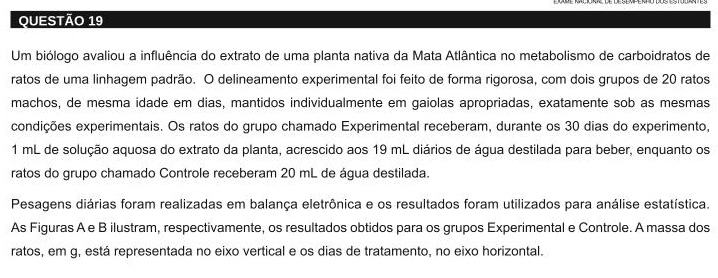 EXAME NACIONAL DE DESEMPENHO DOS ESTUDANTES
QUESTÃO 19
Um biólogo avaliou a influência do extrato de uma planta nativa da Mata Atlântica no metabolismo de carboidratos de
ratos de uma linhagem padrão. O delineamento experimental foi feito de forma rigorosa, com dois grupos de 20 ratos
machos, de mesma idade em dias, mantidos individualmente em gaiolas apropriadas, exatamente sob as mesmas
condições experimentais. Os ratos do grupo chamado Experimental receberam, durante os 30 dias do experimento,
1 mL de solução aquosa do extrato da planta, acrescido aos 19 mL diários de água destilada para beber, enquanto os
ratos do grupo chamado Controle receberam 20 mL de água destilada.
Pesagens diárias foram realizadas em balança eletrônica e os resultados foram utilizados para análise estatística.
As Figuras A e B ilustram, respectivamente, os resultados obtidos para os grupos Experimental e Controle. A massa dos
ratos, em g, está representada no eixo vertical e os dias de tratamento, no eixo horizontal.